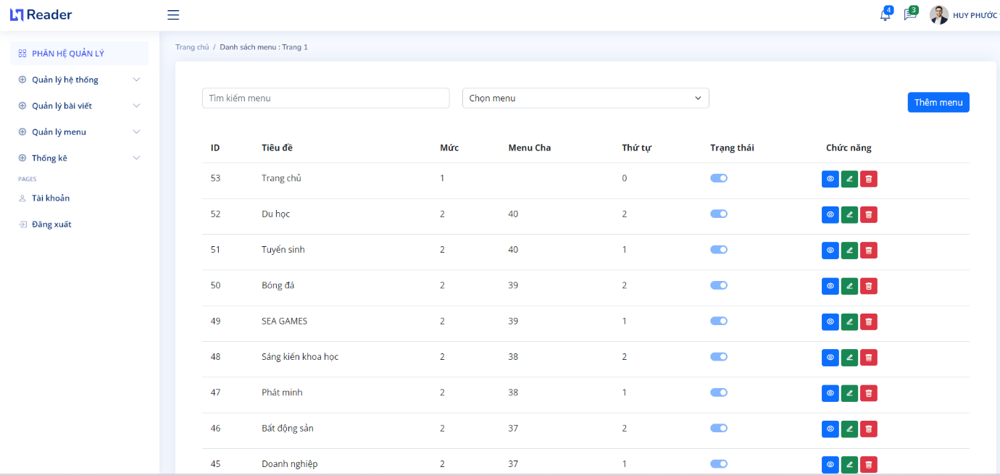 Reader
4
3
HUY PHƯỚC
PHÂN HỆ QUẢN LÝ
Quản lý hệ thống
Quản lý bài viết
Quản lý menu
Thống kê
PAGES
Tài khoản
Đăng xuất
Trang chủ / Danh sách menu : Trang 1
Tìm kiếm menu
Chọn menu
Thêm menu
ID Tiêu đề Mức Menu Cha Thứ tự Trạng thái Chức năng
53 Trang chủ 1 0
52 Du học 2 40 2
51 Tuyển sinh 2 40 1
50 Bóng đá 2 39 2
49 SEA GAMES 2 39 1
48 Sáng kiến khoa học 2 38 2
47 Phát minh 2 38 1
46 Bất động sản 2 37 2
45 Doanh nghiệp 2 37 1